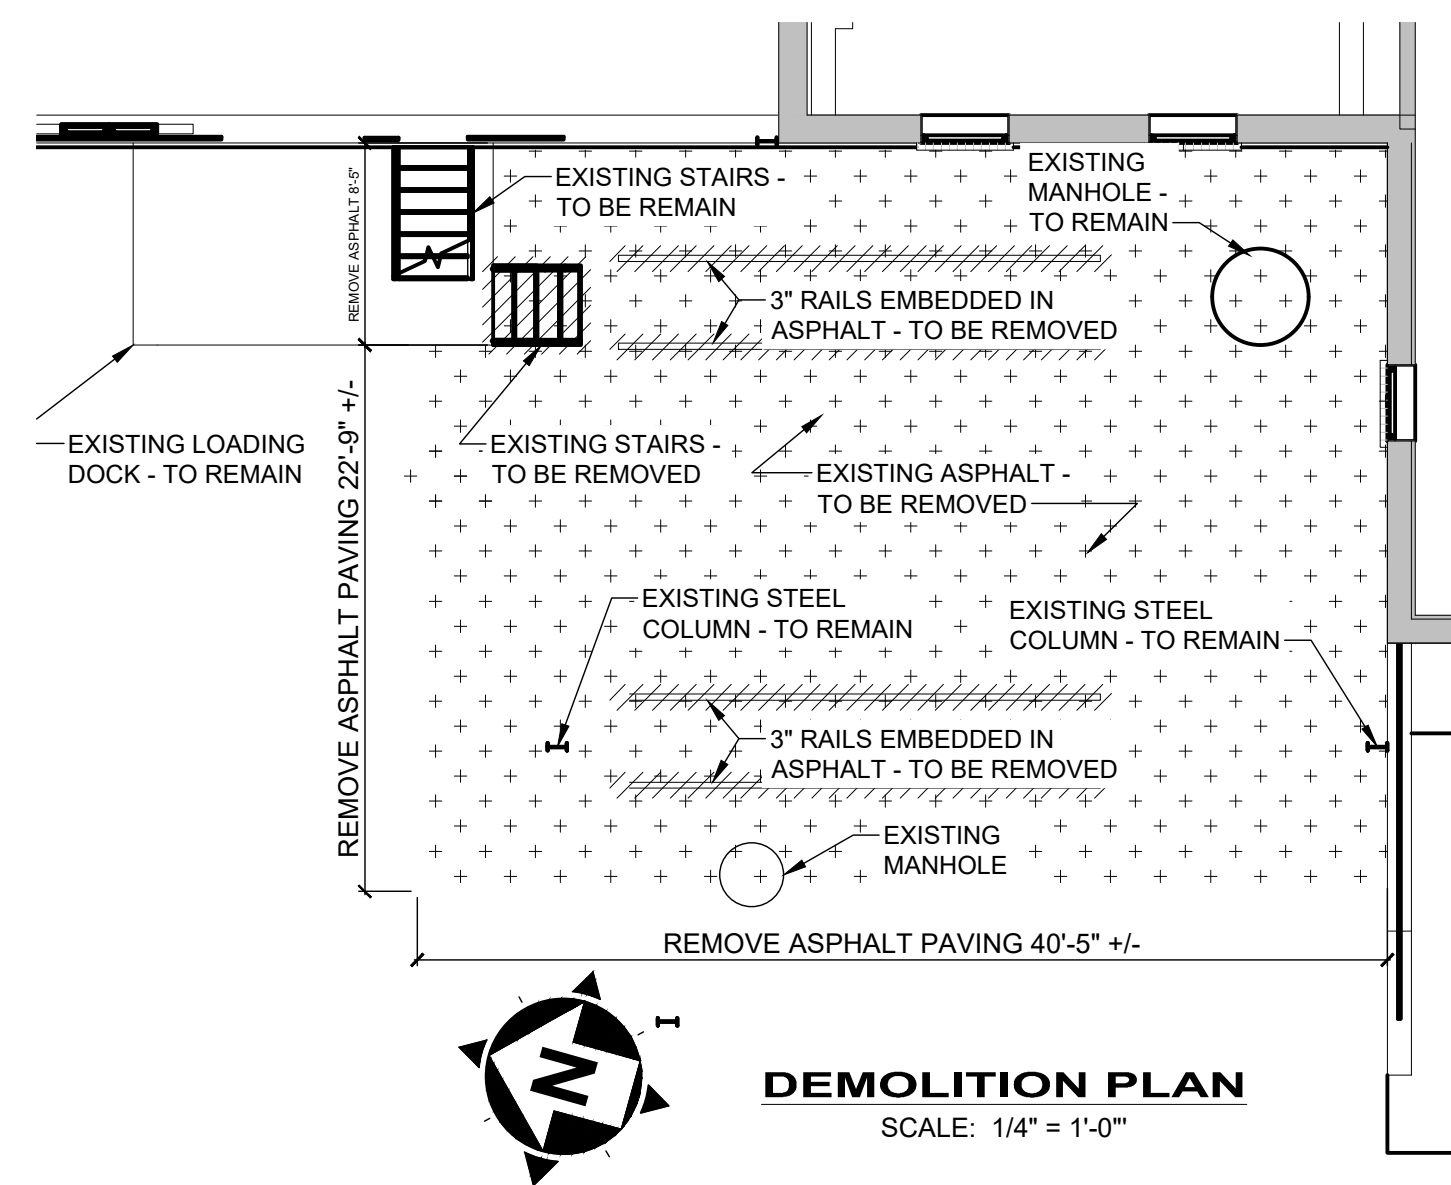 EXISTING STAIRS -
TO BE REMAIN
EXISTING
MANHOLE -
TO REMAIN
REMOVE ASPHALT 8'-5"
3" RAILS EMBEDDED IN
ASPHALT - TO BE REMOVED
EXISTING LOADING
DOCK - TO REMAIN
EXISTING STAIRS -
TO BE REMOVED
EXISTING ASPHALT -
TO BE REMOVED
REMOVE ASPHALT PAVING 22'-9" +/-
EXISTING STEEL
COLUMN - TO REMAIN
EXISTING STEEL
COLUMN - TO REMAIN
3" RAILS EMBEDDED IN
ASPHALT - TO BE REMOVED
EXISTING
MANHOLE
REMOVE ASPHALT PAVING 40'-5" +/-
N
DEMOLITION PLAN
SCALE: 1/4" = 1'-0"'